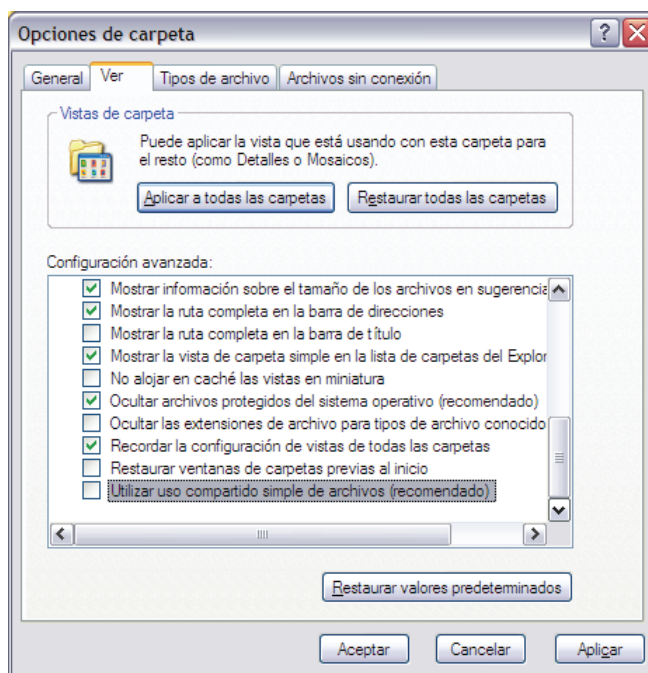 Opciones de carpeta
General Ver Tipos de archivo Archivos sin conexión
Vistas de carpeta
Puede aplicar la vista que está usando con esta carpeta para
el resto (como Detalles o Mosaicos).
Aplicar a todas las carpetas Restaurar todas las carpetas
Configuración avanzada:
Mostrar información sobre el tamaño de los archivos en sugerencia
Mostrar la ruta completa en la barra de direcciones
Mostrar la ruta completa en la barra de título
Mostrar la vista de carpeta simple en la lista de carpetas del Explor
No alojar en caché las vistas en miniatura
Ocultar archivos protegidos del sistema operativo (recomendado)
Ocultar las extensiones de archivo para tipos de archivo conocido
Recordar la configuración de vistas de todas las carpetas
Restaurar ventanas de carpetas previas al inicio
Utilizar uso compartido simple de archivos (recomendado)
Restaurar valores predeterminados
Aceptar Cancelar Aplicar